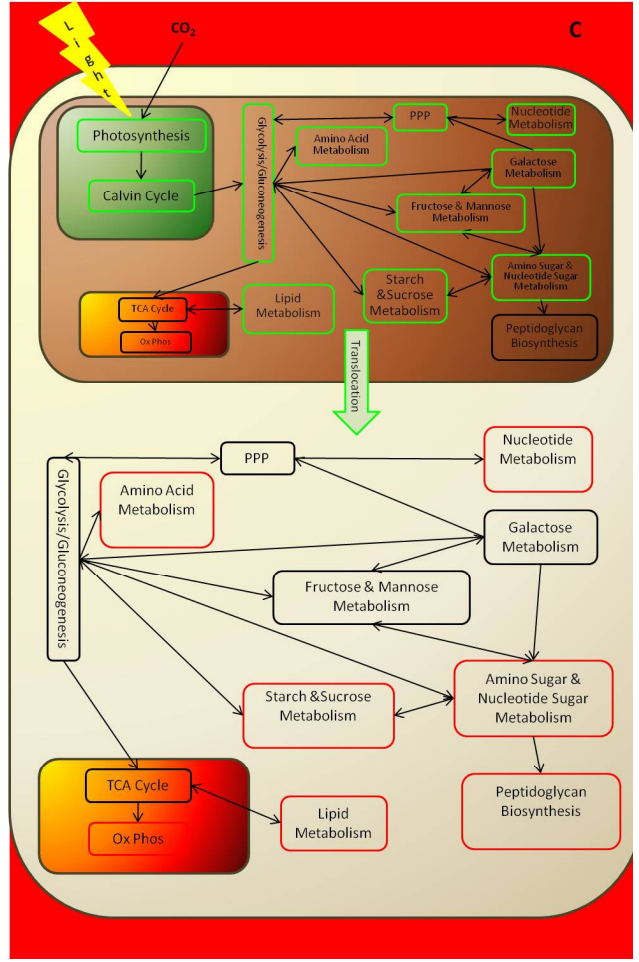 Light
CO₂
C
Photosynthesis
Calvin Cycle
Glycolysis/Gluconeogenesis
PPP
Nucleotide
Metabolism
Amino Acid
Metabolism
Galactose
Metabolism
Fructose & Mannose
Metabolism
Amino Sugar &
Nucleotide Sugar
Metabolism
Starch
&Sucrose
Metabolism
Lipid
Metabolism
TCA Cycle
Ox Phos
Peptidoglycan
Biosynthesis
Translocation
PPP
Nucleotide
Metabolism
Glycolysis/Gluconeogenesis
Amino Acid
Metabolism
Galactose
Metabolism
Fructose & Mannose
Metabolism
Starch &Sucrose
Metabolism
Amino Sugar &
Nucleotide Sugar
Metabolism
TCA Cycle
Ox Phos
Lipid
Metabolism
Peptidoglycan
Biosynthesis